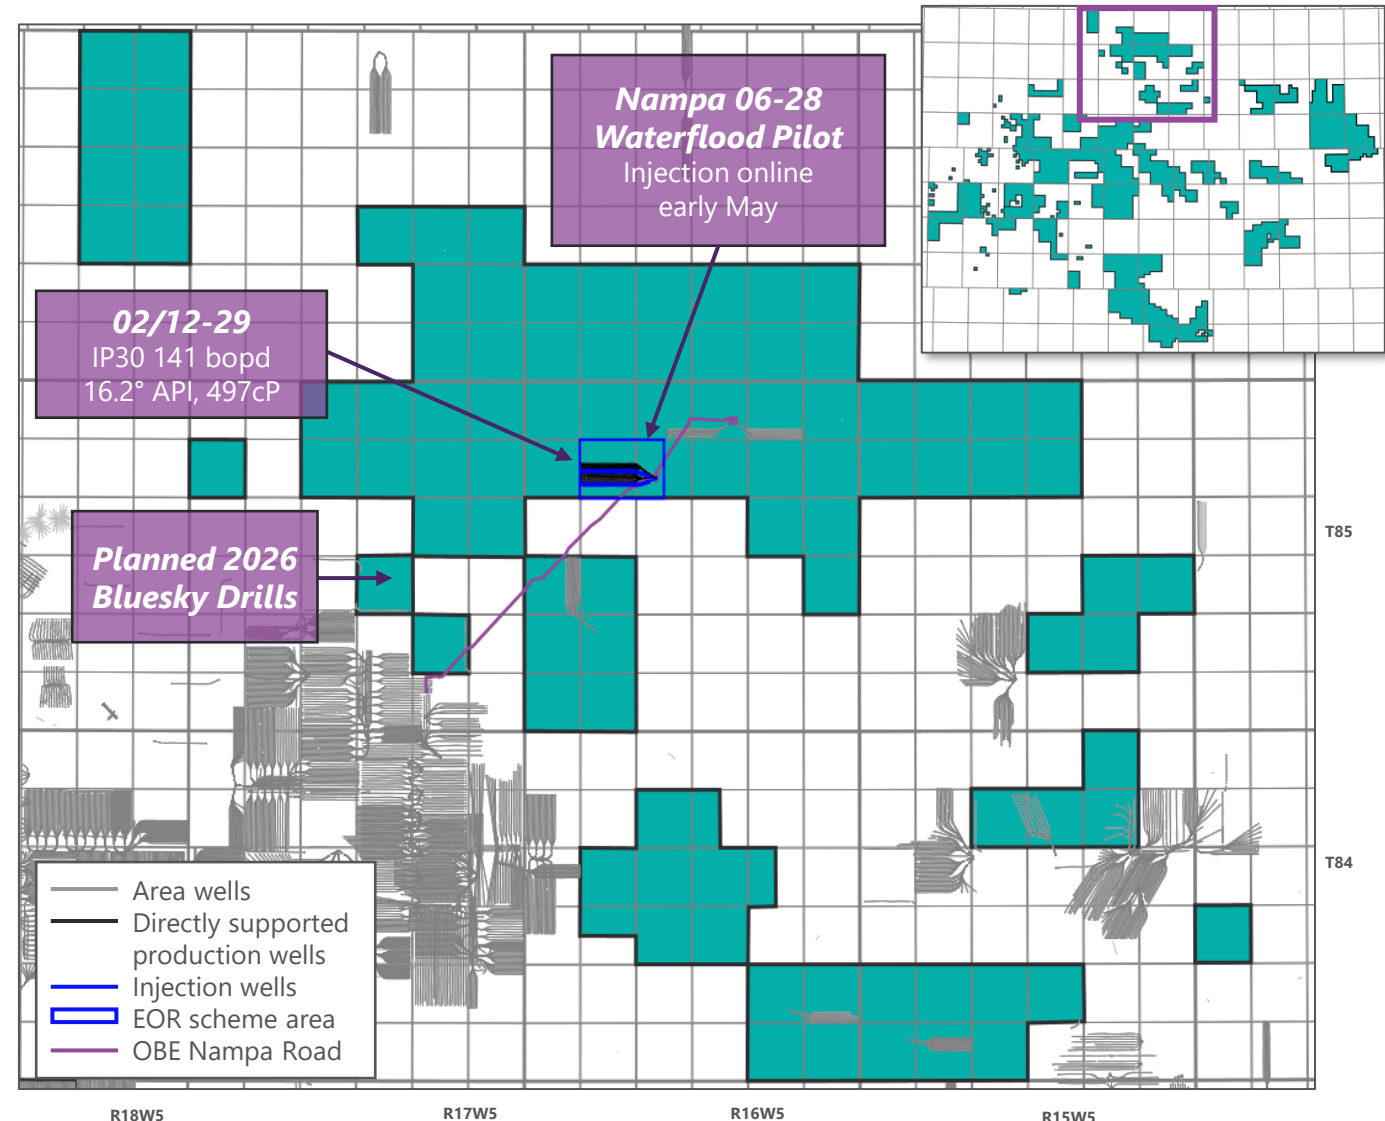 Nampa 06-28
Waterflood Pilot
Injection online
early May
02/12-29
IP30 141 bopd
16.2° API, 497cP
Planned 2026
Bluesky Drills
T85
T84
Area wells
Directly supported
production wells
Injection wells
EOR scheme area
OBE Nampa Road
R18W5
R17W5
R16W5
R15W5